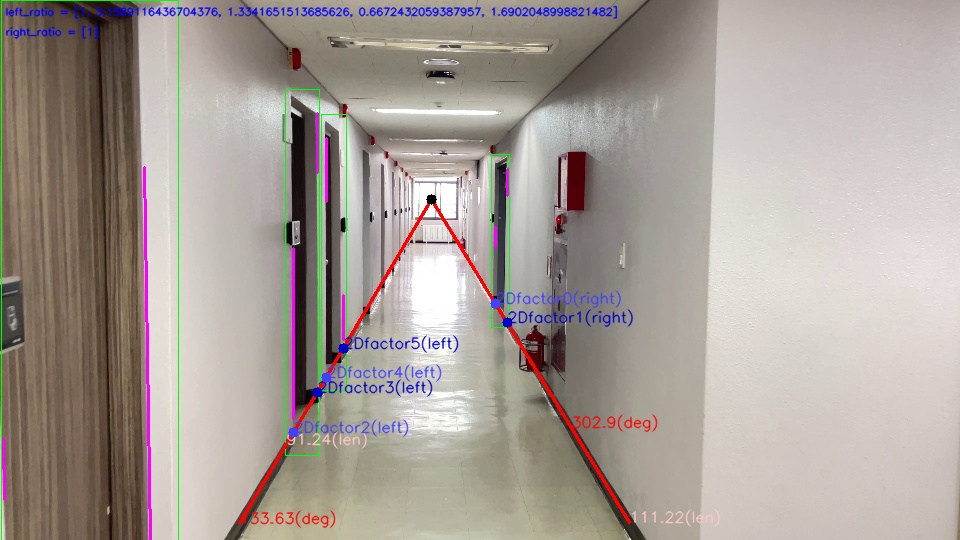 left_ratio = [1, 3.1589116436704376, 1.3341651513685626, 0.6672432059387957, 1.6902048998821482]
right_ratio = [1]
2Dfactor0(right)
2Dfactor1(right)
2Dfactor5(left)
2Dfactor4(left)
2Dfactor3(left)
302.9(deg)
2Dfactor2(left)
91.24(len)
33.63(deg)
111.22(len)